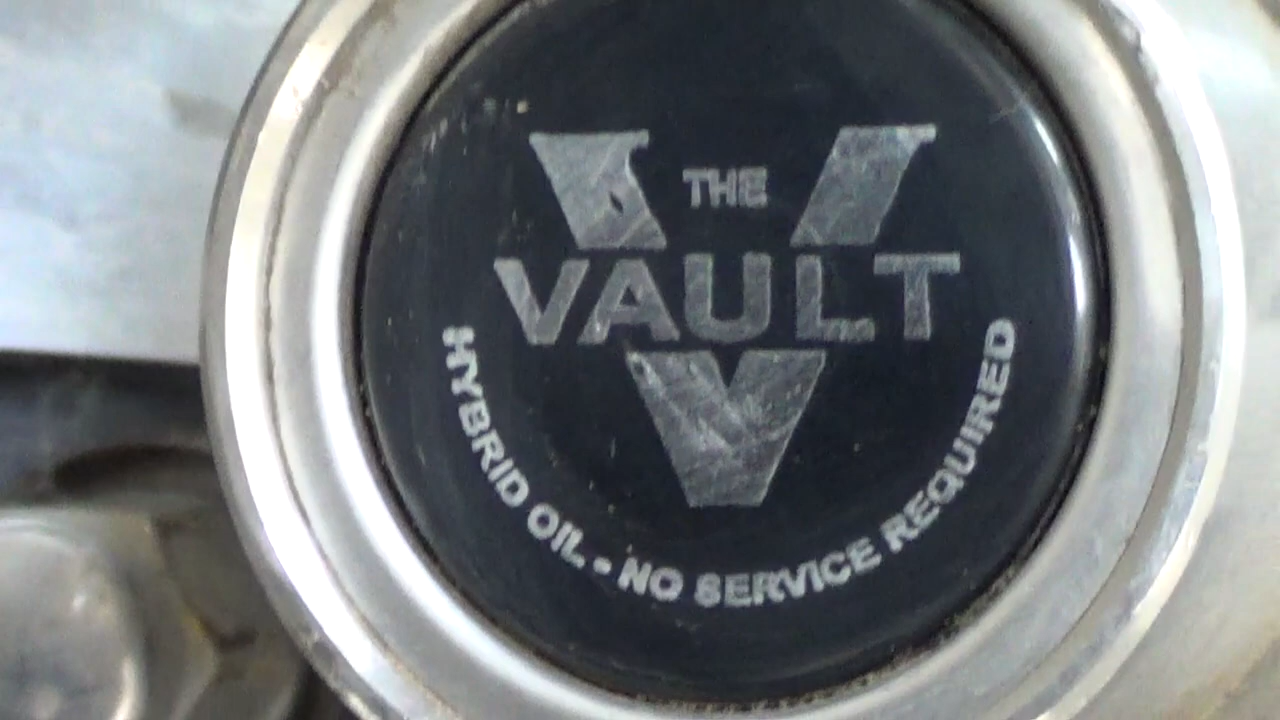 THE
VAULT
HYBRID OIL - NO SERVICE REQUIRED